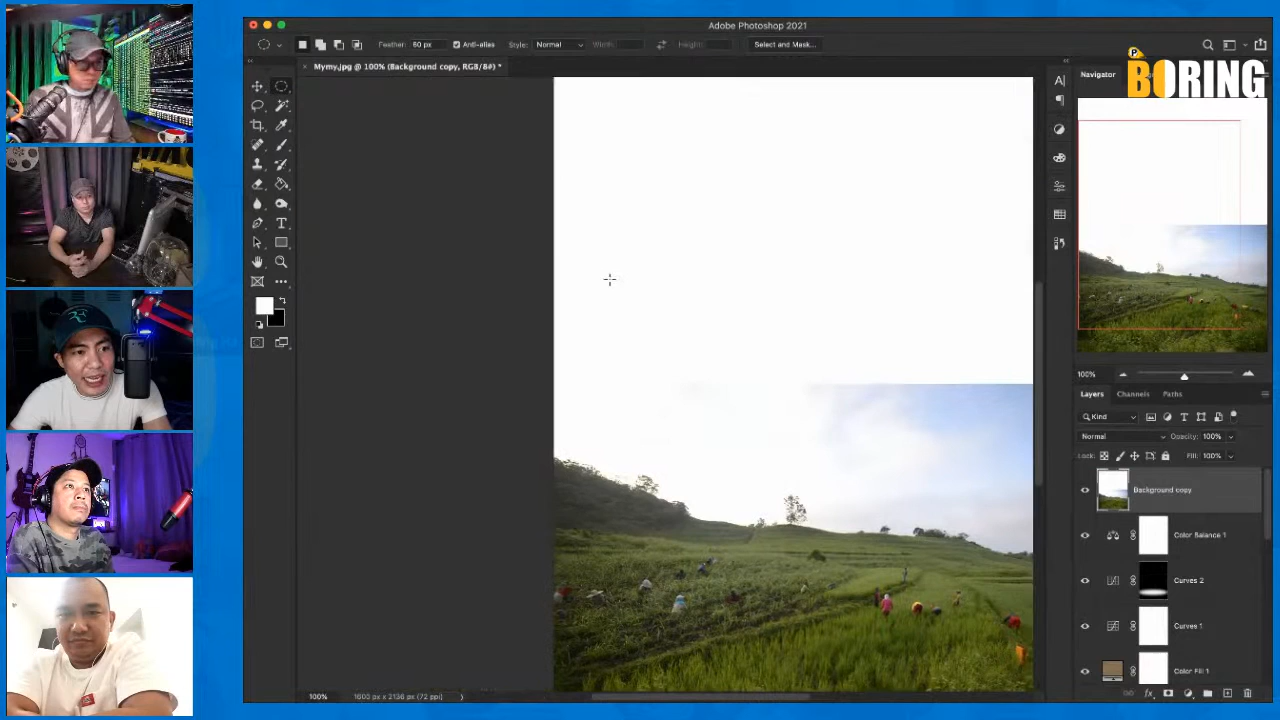 Adobe Photoshop 2021
Feather: 60 px
Anti-alias
Style: Normal
Width:
Height:
Select and Mask...
Mymy.jpg @ 100% (Background copy, RGB/8#) *
Navigator
P
BORING
100%
Layers
Channels
Paths
Kind
Normal
Opacity: 100%
Lock:
Fill: 100%
Background copy
Color Balance 1
Curves 2
Curves 1
Color Fill 1
100%
1600 px x 2136 px (72 ppi)